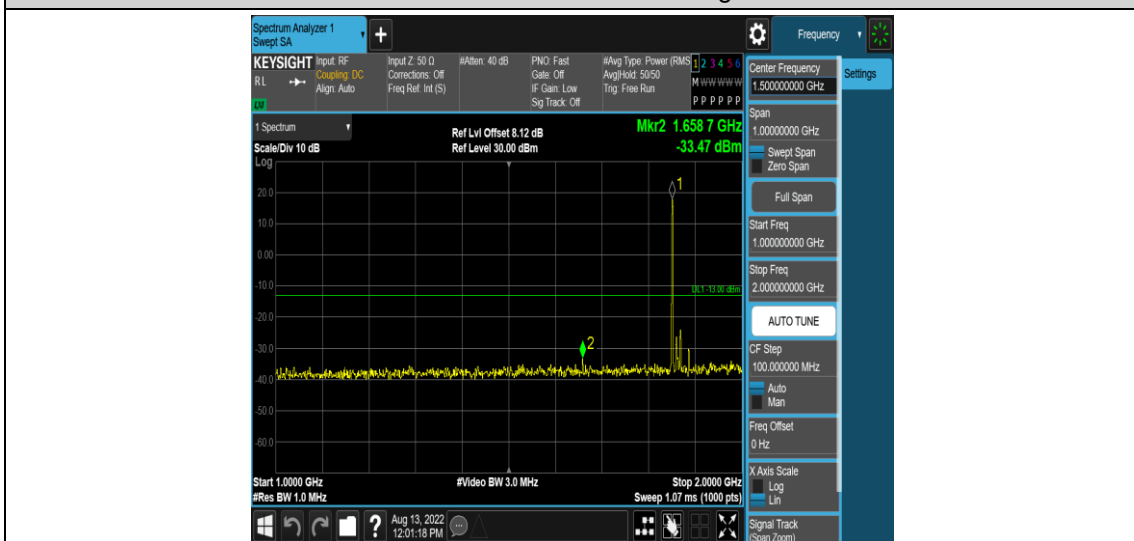 Spectrum Analyzer 1
Swept SA
+
Frequency
KEYSIGHT
RL
LXI
Input: RF
Coupling: DC
Align: Auto
Input Z: 50 Ω
Corrections: Off
Freq Ref: Int (S)
#Atten: 40 dB
PNO: Fast
Gate: Off
IF Gain: Low
Sig Track: Off
#Avg Type: Power (RMS
Avg|Hold: 50/50
Trig: Free Run
1 2 3 4 5 6
M W W W W W
P P P P P P
1 Spectrum
Scale/Div 10 dB
Log
Ref Lvl Offset 8.12 dB
Ref Level 30.00 dBm
Mkr2 1.658 7 GHz
-33.47 dBm
1
20.0
10.0
0.00
-10.0
DL1 -13.00 dBm
-20.0
2
-30.0
-40.0
-50.0
-60.0
Start 1.0000 GHz
#Res BW 1.0 MHz
#Video BW 3.0 MHz
Stop 2.0000 GHz
Sweep 1.07 ms (1000 pts)
?
Aug 13, 2022
12:01:18 PM
Center Frequency
1.500000000 GHz
Settings
Span
1.00000000 GHz
Swept Span
Zero Span
Full Span
Start Freq
1.000000000 GHz
Stop Freq
2.000000000 GHz
AUTO TUNE
CF Step
100.000000 MHz
Auto
Man
Freq Offset
0 Hz
X Axis Scale
Log
Lin
Signal Track
(Span Zoom)